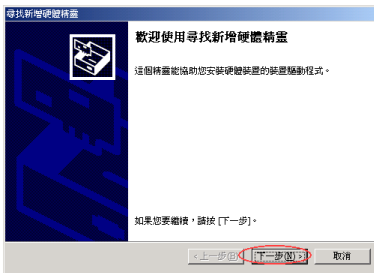 尋找新增硬體精靈
歡迎使用尋找新增硬體精靈
這個精靈能協助您安裝硬體裝置的裝置驅動程式。
如果您要繼續，請按 [下一步]。
<上一步(B) 下一步(N)> 取消